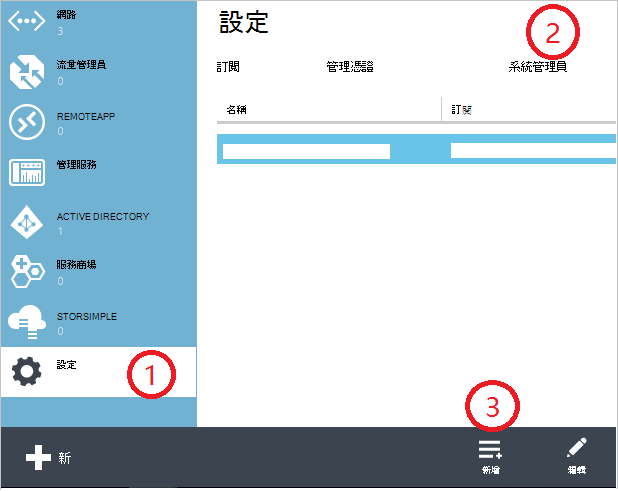 網路
3
流量管理員
0
REMOTEAPP
0
管理服務
ACTIVE DIRECTORY
1
服務商場
0
STORSIMPLE
0
設定
1
設定
2
訂閱
管理憑證
系統管理員
名稱
訂閱
3
新
新增
編輯